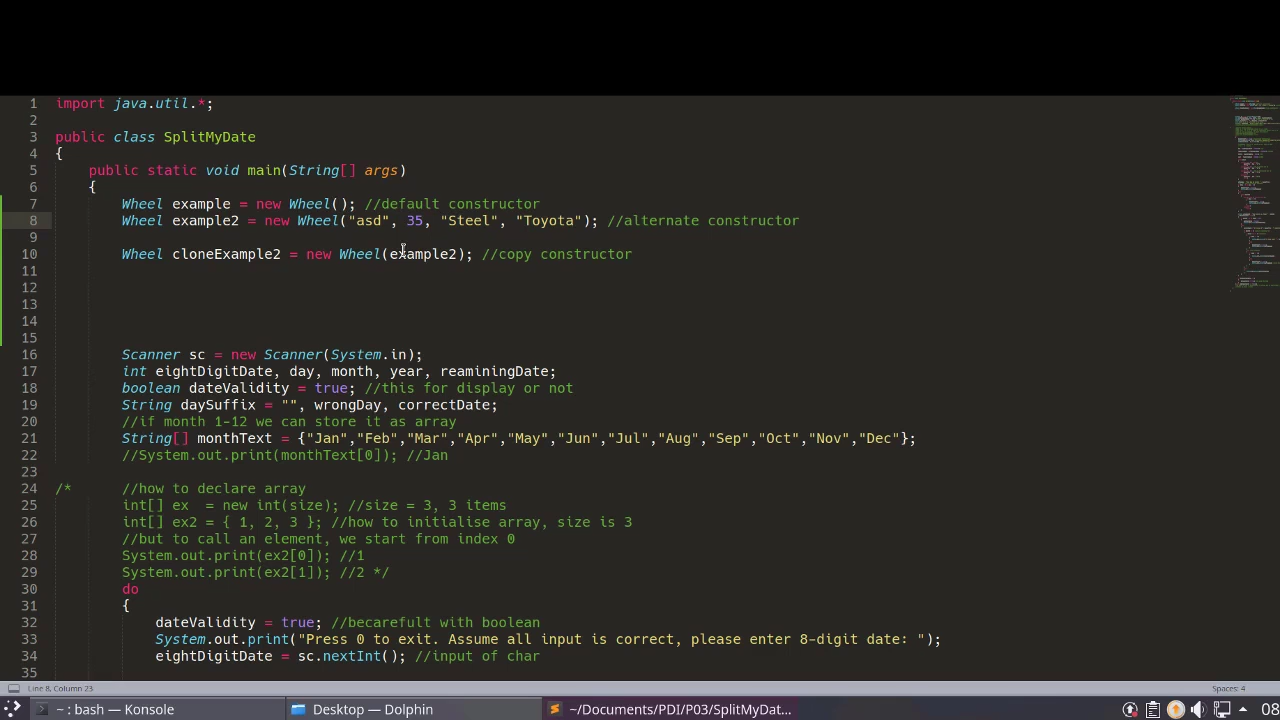 1 import java.util.*;
2
3 public class SplitMyDate
4 {
5 public static void main(String[] args)
6 {
7 Wheel example = new Wheel(); //default constructor
8 Wheel example2 = new Wheel("asd", 35, "Steel", "Toyota"); //alternate constructor
9
10 Wheel cloneExample2 = new Wheel(example2); //copy constructor
11
12
13
14
15
16 Scanner sc = new Scanner(System.in);
17 int eightDigitDate, day, month, year, reaminingDate;
18 boolean dateValidity = true; //this for display or not
19 String daySuffix = "", wrongDay, correctDate;
20 //if month 1-12 we can store it as array
21 String[] monthText = {"Jan","Feb","Mar","Apr","May","Jun","Jul","Aug","Sep","Oct","Nov","Dec"};
22 //System.out.print(monthText[0]); //Jan
23
24 /* //how to declare array
25 int[] ex = new int(size); //size = 3, 3 items
26 int[] ex2 = { 1, 2, 3 }; //how to initialise array, size is 3
27 //but to call an element, we start from index 0
28 System.out.print(ex2[0]); //1
29 System.out.print(ex2[1]); //2 */
30 do
31 {
32 dateValidity = true; //becarefult with boolean
33 System.out.print("Press 0 to exit. Assume all input is correct, please enter 8-digit date: ");
34 eightDigitDate = sc.nextInt(); //input of char
35
Line 8, Column 23
Spaces: 4
~ : bash — Konsole
Desktop — Dolphin
~/Documents/PDI/P03/SplitMyDat...
08